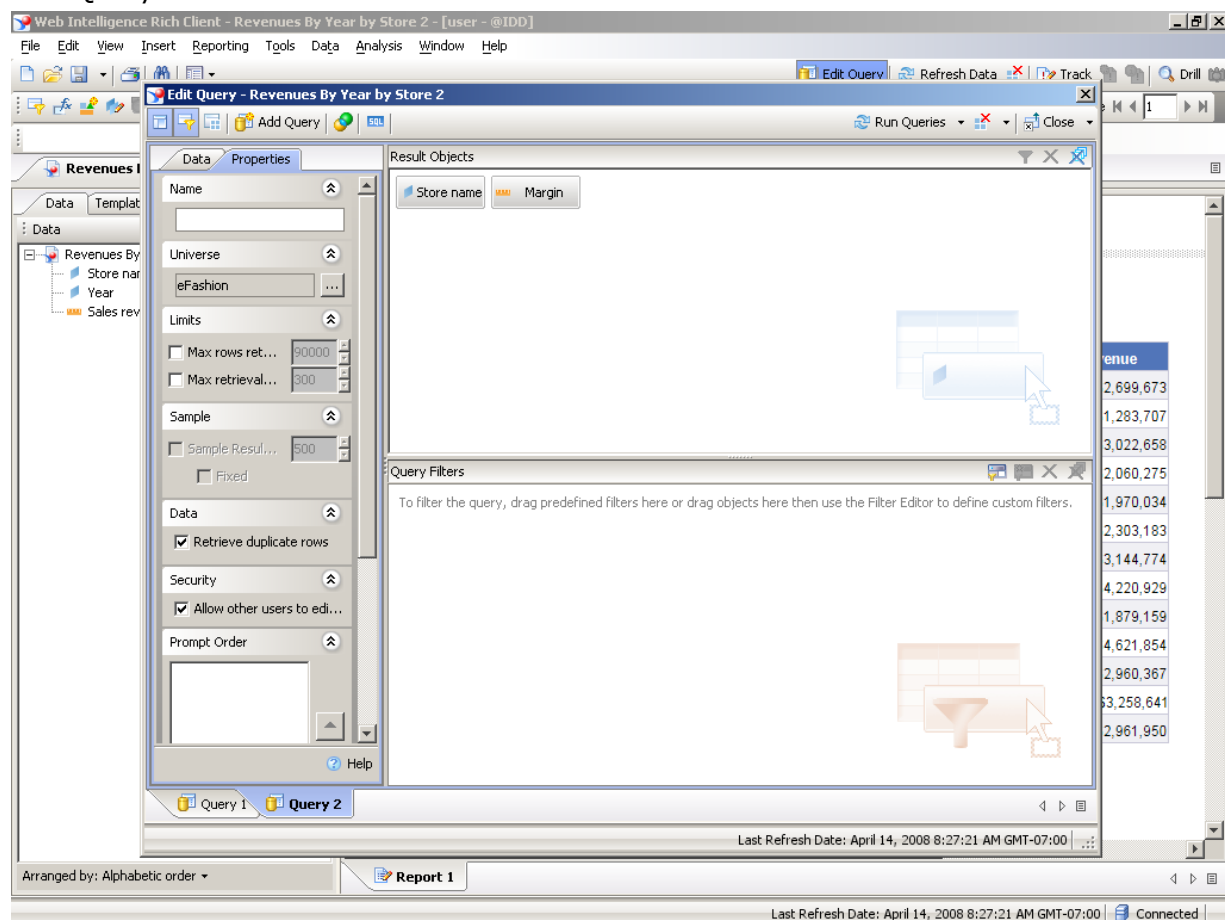 Web Intelligence Rich Client - Revenues By Year by Store 2 - [user - @IDD]
File Edit View Insert Reporting Tools Data Analysis Window Help
Edit Query Refresh Data Track Drill
Edit Query - Revenues By Year by Store 2
Add Query SQL Run Queries Close
1
Revenues
Data Properties
Result Objects
Data Templat
Name
Store name Margin
Data
Revenues By
Universe
Store nar
eFashion ...
Year
Sales rev
Limits
Max rows ret... 90000
Max retrieval... 300
Sample
Sample Resul... 500
Fixed
Query Filters
To filter the query, drag predefined filters here or drag objects here then use the Filter Editor to define custom filters.
Data
Retrieve duplicate rows
Security
Allow other users to edi...
Prompt Order
Help
venue
2,699,673
1,283,707
3,022,658
2,060,275
1,970,034
2,303,183
3,144,774
4,220,929
1,879,159
4,621,854
2,960,367
3,258,641
2,961,950
Query 1 Query 2
Last Refresh Date: April 14, 2008 8:27:21 AM GMT-07:00
Arranged by: Alphabetic order
Report 1
Last Refresh Date: April 14, 2008 8:27:21 AM GMT-07:00 Connected